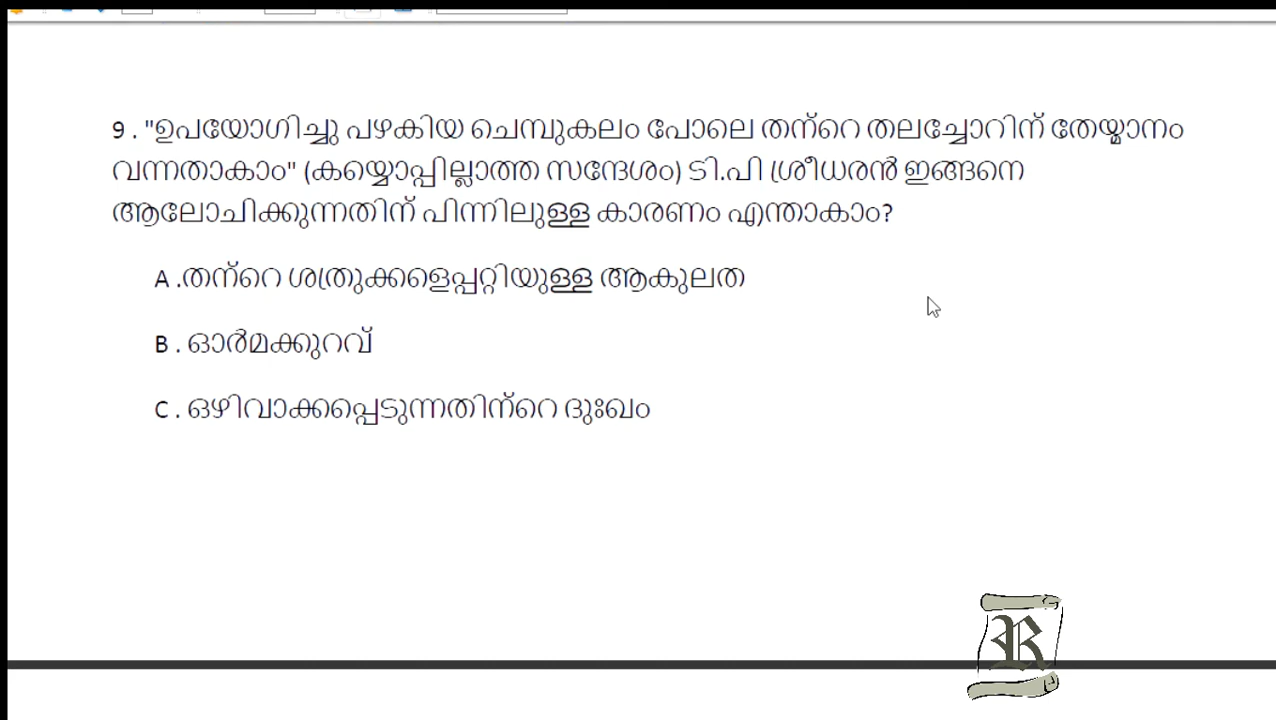 9 . "ഉപയോഗിച്ചു പഴകിയ ചെമ്പുകലം പോലെ തന്റെ തലച്ചോറിന് തേയ്മാനം
വന്നതാകാം" (കയ്യൊപ്പില്ലാത്ത സന്ദേശം) ടി.പി ശ്രീധരൻ ഇങ്ങനെ
ആലോചിക്കുന്നതിന് പിന്നിലുള്ള കാരണം എന്താകാം?
A .തന്റെ ശത്രുക്കളെപ്പറ്റിയുള്ള ആകുലത
B . ഓർമക്കുറവ്
C . ഒഴിവാക്കപ്പെടുന്നതിന്റെ ദുഃഖം
R